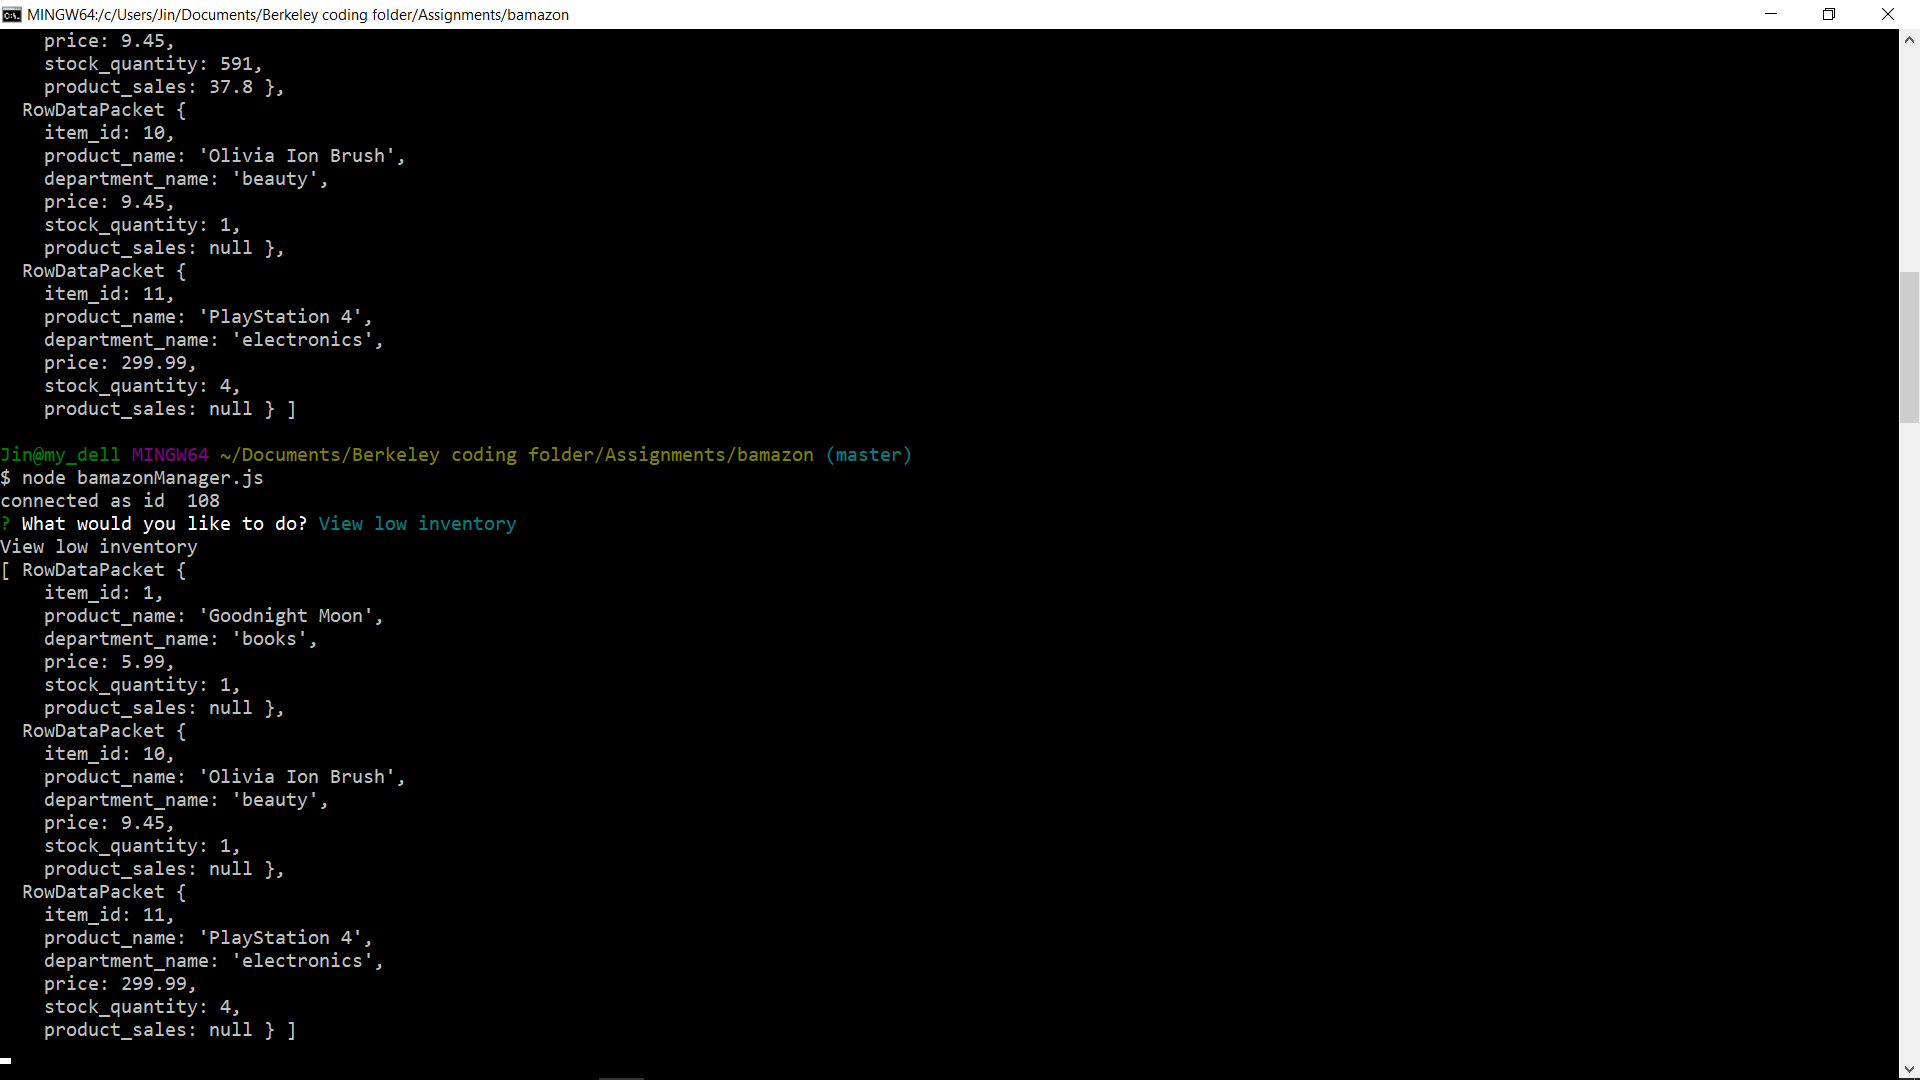 MINGW64:/c/Users/Jin/Documents/Berkeley coding folder/Assignments/bamazon
    price: 9.45,
    stock_quantity: 591,
    product_sales: 37.8 },
  RowDataPacket {
    item_id: 10,
    product_name: 'Olivia Ion Brush',
    department_name: 'beauty',
    price: 9.45,
    stock_quantity: 1,
    product_sales: null },
  RowDataPacket {
    item_id: 11,
    product_name: 'PlayStation 4',
    department_name: 'electronics',
    price: 299.99,
    stock_quantity: 4,
    product_sales: null } ]
Jin@my_dell MINGW64 ~/Documents/Berkeley coding folder/Assignments/bamazon (master)
$ node bamazonManager.js
connected as id  108
? What would you like to do? View low inventory
View low inventory
[ RowDataPacket {
    item_id: 1,
    product_name: 'Goodnight Moon',
    department_name: 'books',
    price: 5.99,
    stock_quantity: 1,
    product_sales: null },
  RowDataPacket {
    item_id: 10,
    product_name: 'Olivia Ion Brush',
    department_name: 'beauty',
    price: 9.45,
    stock_quantity: 1,
    product_sales: null },
  RowDataPacket {
    item_id: 11,
    product_name: 'PlayStation 4',
    department_name: 'electronics',
    price: 299.99,
    stock_quantity: 4,
    product_sales: null } ]